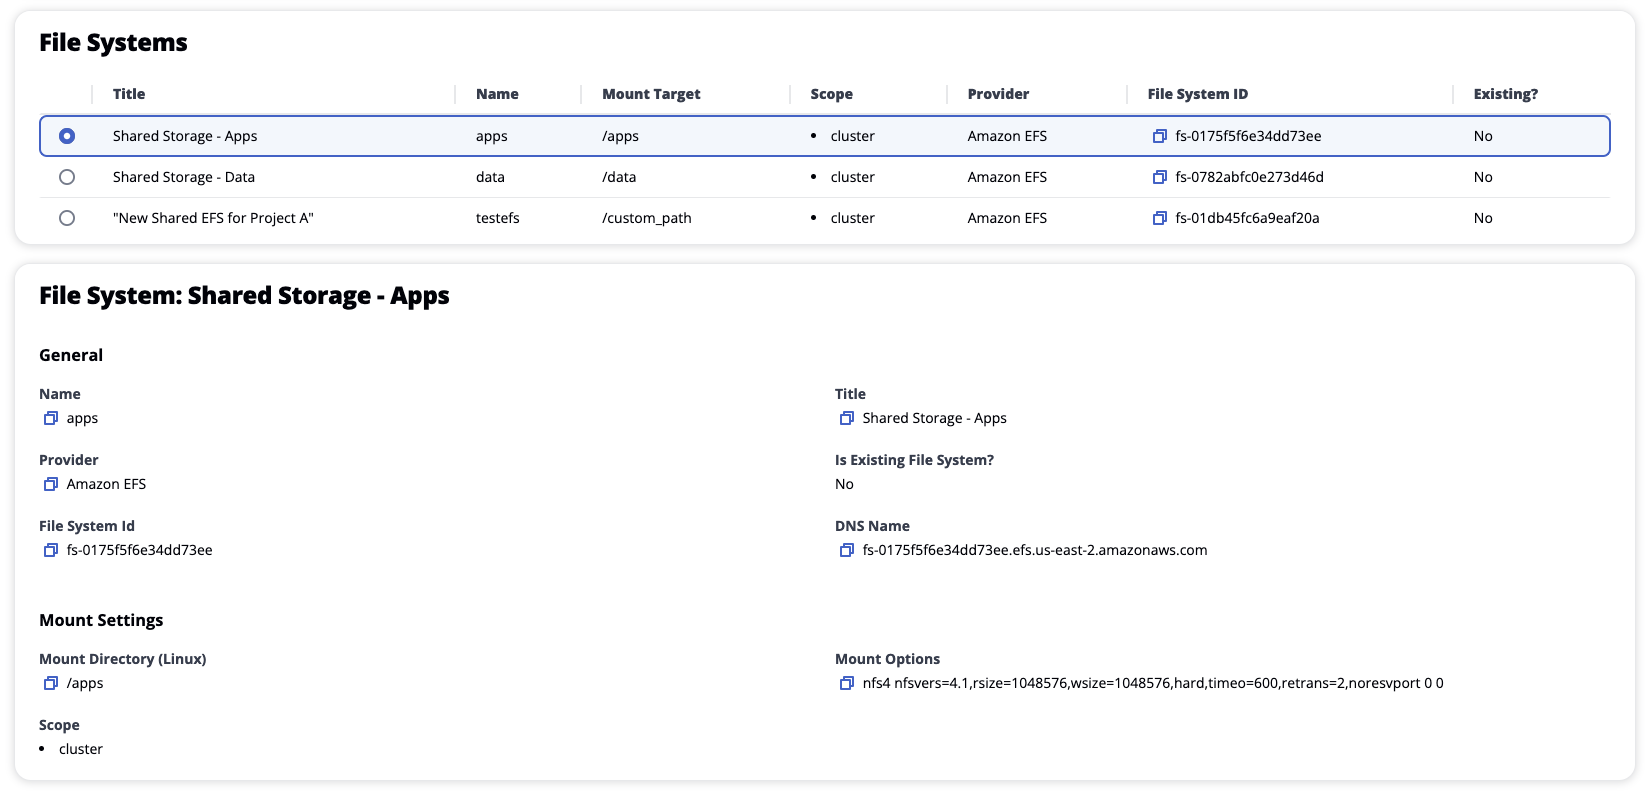 File Systems
Title Name Mount Target Scope Provider File System ID Existing?
Shared Storage - Apps apps /apps • cluster Amazon EFS fs-0175f5f6e34dd73ee No
Shared Storage - Data data /data • cluster Amazon EFS fs-0782abfc0e273d46d No
"New Shared EFS for Project A" testefs /custom_path • cluster Amazon EFS fs-01db45fc6a9eaf20a No
File System: Shared Storage - Apps
General
Name Title
apps Shared Storage - Apps
Provider Is Existing File System?
Amazon EFS No
File System Id DNS Name
fs-0175f5f6e34dd73ee fs-0175f5f6e34dd73ee.efs.us-east-2.amazonaws.com
Mount Settings
Mount Directory (Linux) Mount Options
/apps nfs4 nfsvers=4.1,rsize=1048576,wsize=1048576,hard,timeo=600,retrans=2,noresvport 0 0
Scope
• cluster